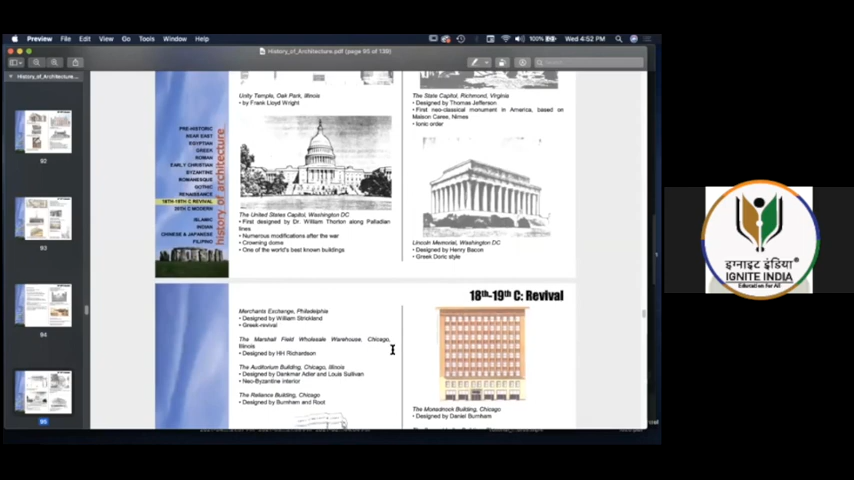 Preview File Edit View Go Tools Window Help
100% Wed 4:52 PM
History_of_Architecture.pdf (page 95 of 139)
Search
History_of_Architecture....
92
93
94
95
PRE-HISTORIC
NEAR EAST
EGYPTIAN
GREEK
ROMAN
EARLY CHRISTIAN
BYZANTINE
ROMANESQUE
GOTHIC
RENAISSANCE
18TH-19TH C REVIVAL
20TH C MODERN
ISLAMIC
INDIAN
CHINESE & JAPANESE
FILIPINO
history of architecture
Unity Temple, Oak Park, Illinois
• by Frank Lloyd Wright
The United States Capitol, Washington DC
• First designed by Dr. William Thorton along Palladian
lines
• Numerous modifications after the war
• Crowning dome
• One of the world's best known buildings
The State Capitol, Richmond, Virginia
• Designed by Thomas Jefferson
• First neo-classical monument in America, based on
Maison Caree, Nimes
• Ionic order
Lincoln Memorial, Washington DC
• Designed by Henry Bacon
• Greek Doric style
18th-19th C: Revival
Merchants Exchange, Philadelphia
• Designed by William Strickland
• Greek-revival
The Marshall Field Wholesale Warehouse, Chicago,
Illinois
• Designed by HH Richardson
The Auditorium Building, Chicago, Illinois
• Designed by Dankmar Adler and Louis Sullivan
• Neo-Byzantine interior
The Reliance Building, Chicago
• Designed by Burnham and Root
The Monadnock Building, Chicago
• Designed by Daniel Burnham
इग्नाइट इंडिया
IGNITE INDIA
Education for All